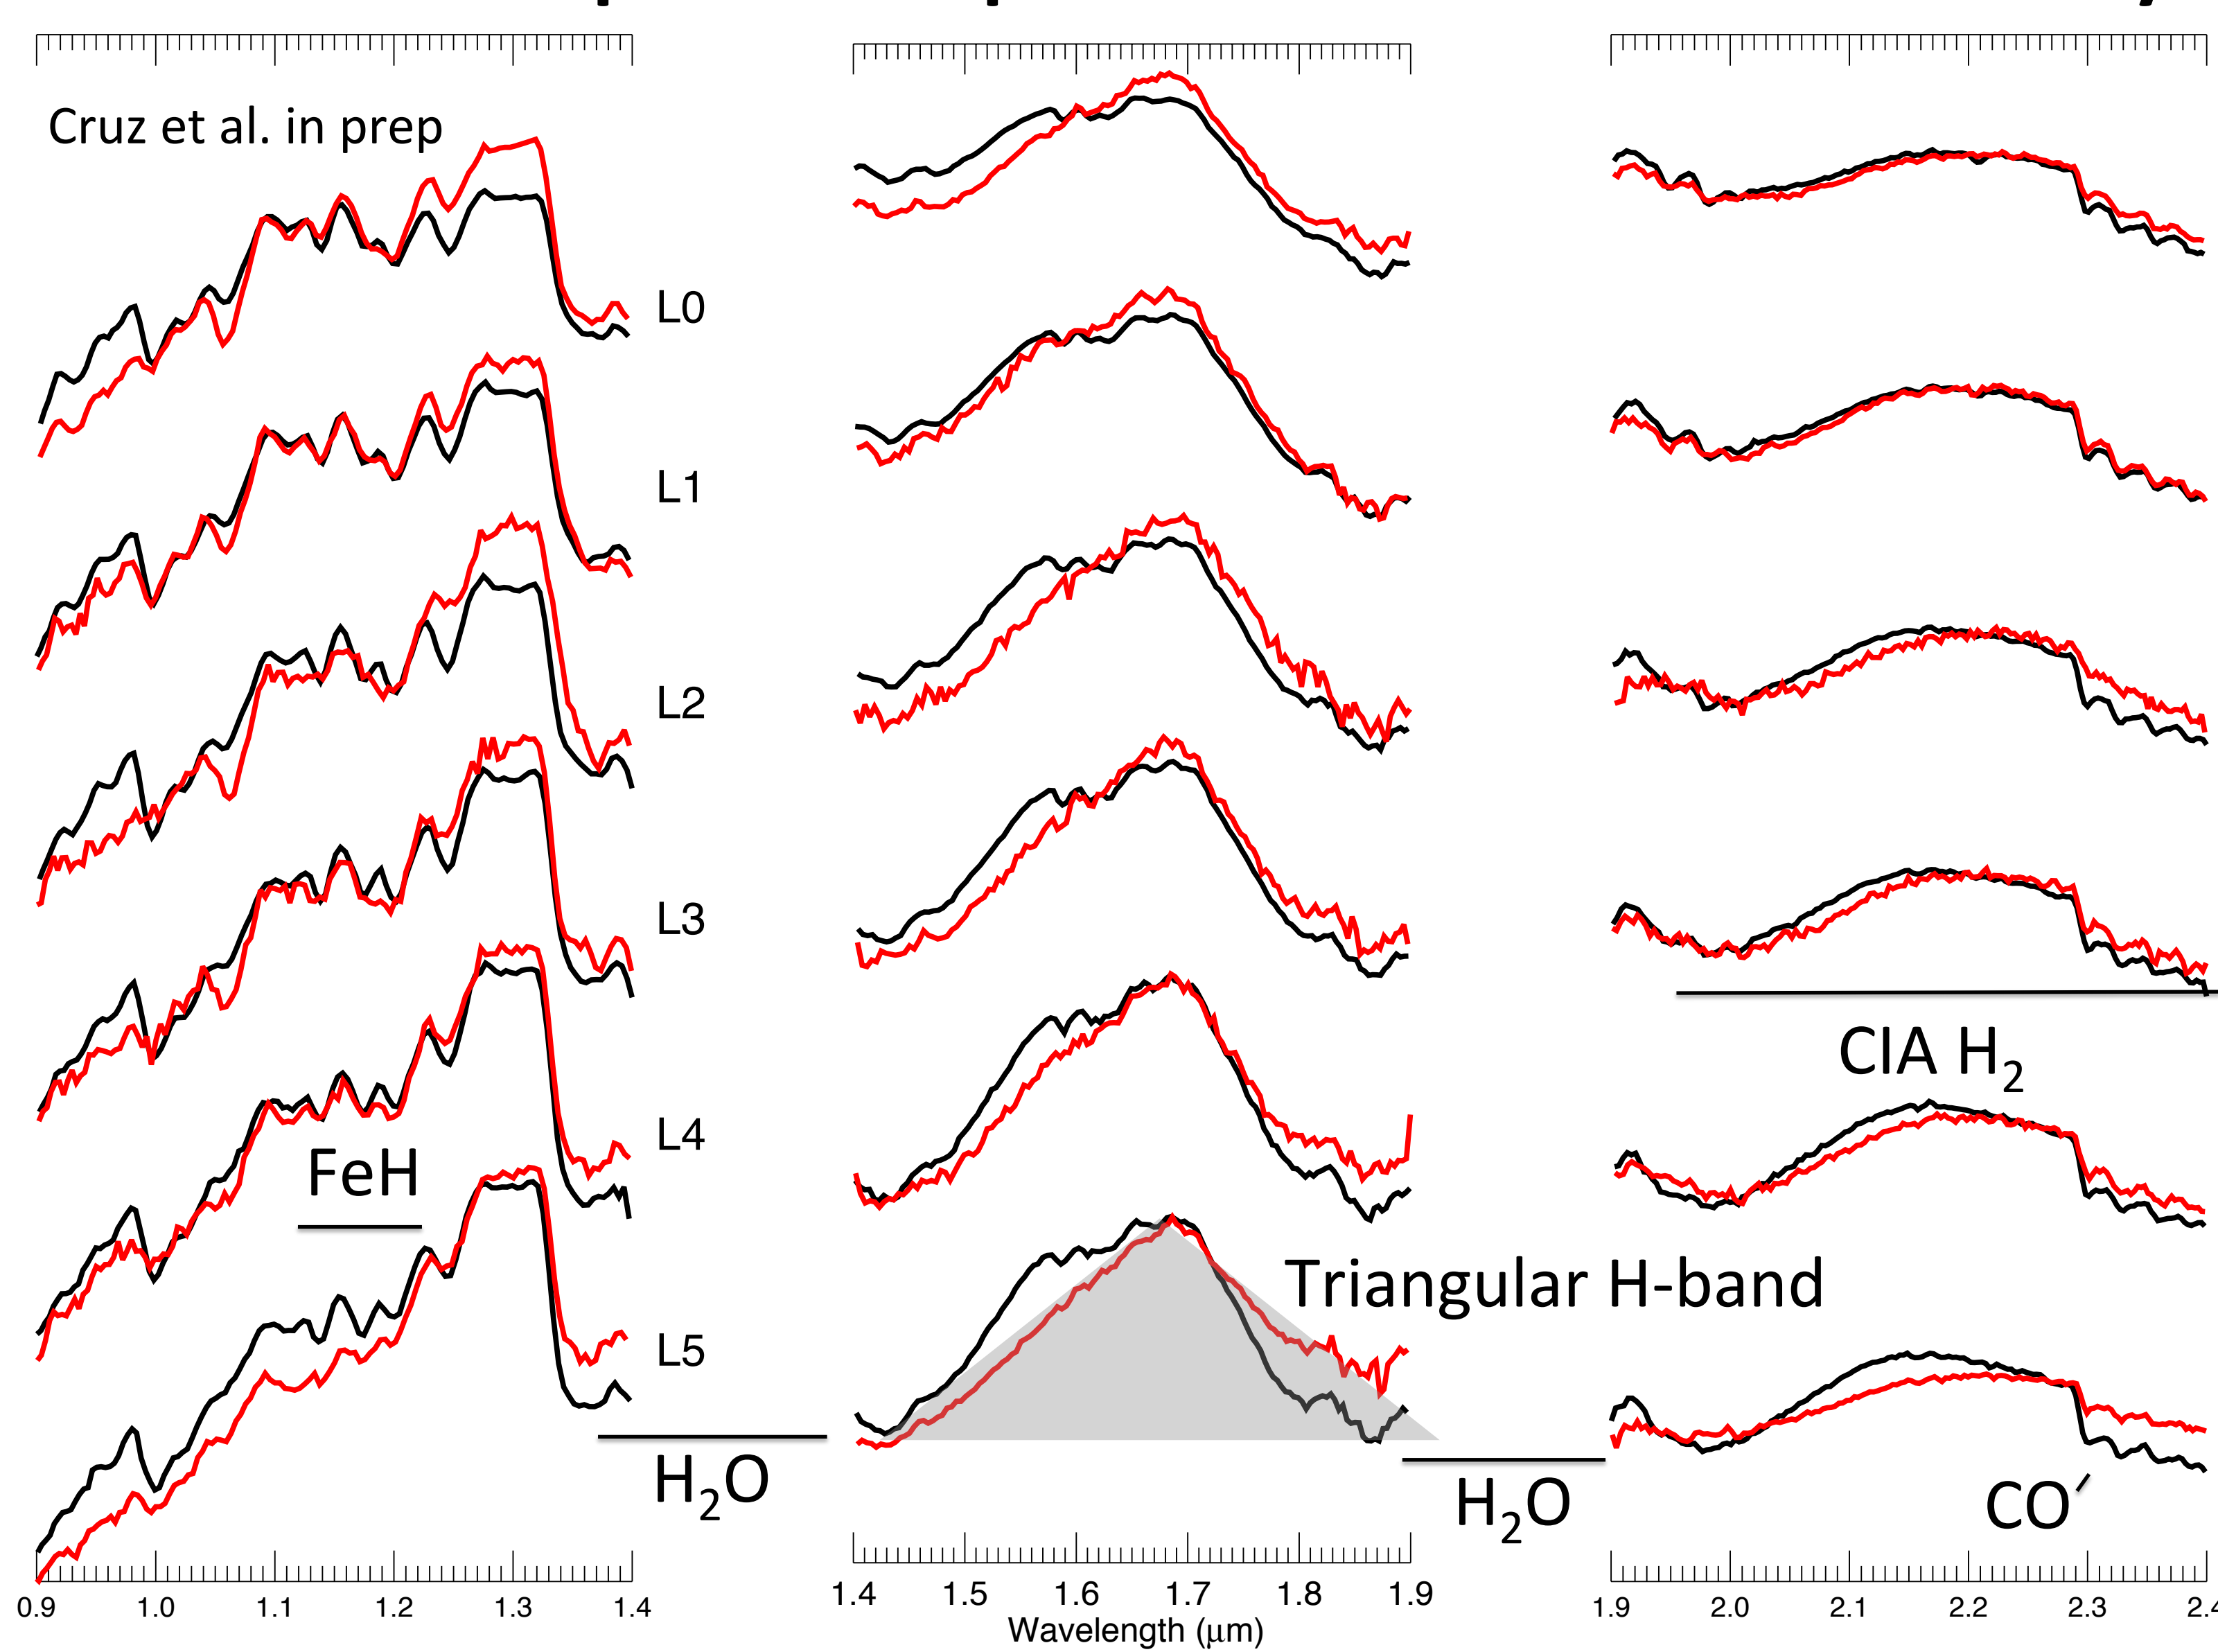 Cruz et al. in prep
L0
L1
L2
L3
L4
L5
FeH
H₂O
CIA H₂
Triangular H-band
H₂O
CO
0.9 1.0 1.1 1.2 1.3 1.4
1.4 1.5 1.6 1.7 1.8 1.9
1.9 2.0 2.1 2.2 2.3 2.4
Wavelength (μm)